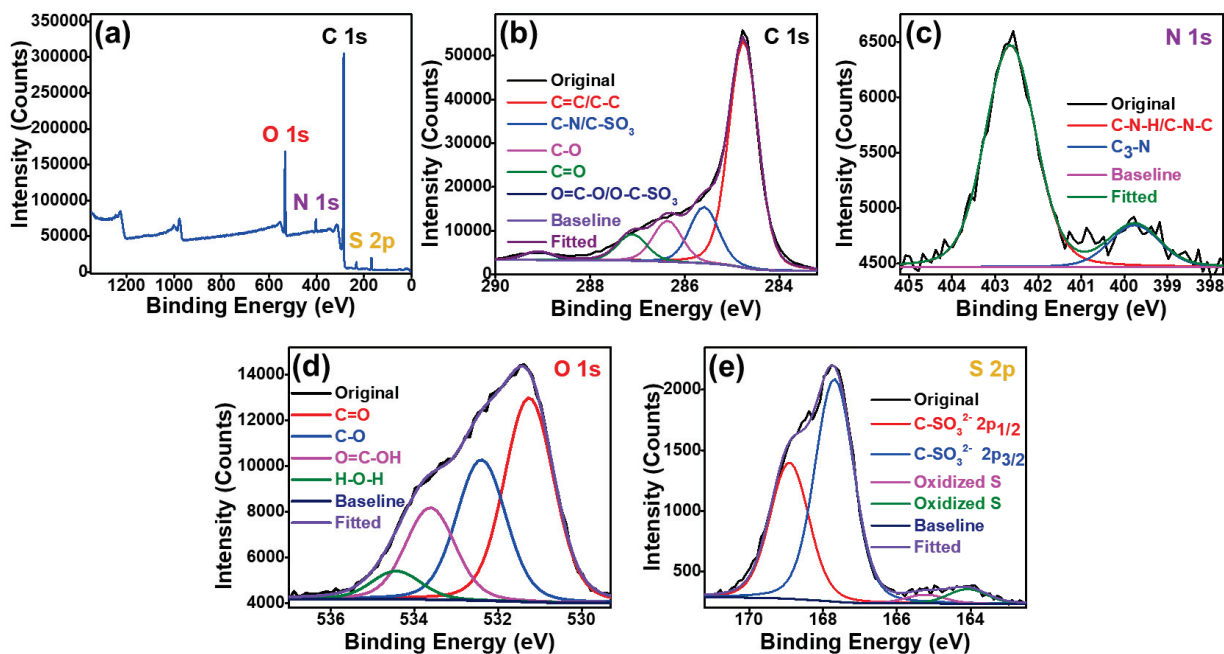 (a)
C 1s
O 1s
N 1s
S 2p
350000
300000
250000
200000
150000
100000
50000
0
1200 1000 800 600 400 200 0
Intensity (Counts)
Binding Energy (eV)
(b)
C 1s
Original
C=C/C-C
C-N/C-SO₃
C-O
C=O
O=C-O/O-C-SO₃
Baseline
Fitted
50000
40000
30000
20000
10000
0
290 288 286 284
Intensity (Counts)
Binding Energy (eV)
(c)
N 1s
Original
C-N-H/C-N-C
C₃-N
Baseline
Fitted
6500
6000
5500
5000
4500
405 404 403 402 401 400 399 398
Intensity (Counts)
Binding Energy (eV)
(d)
O 1s
Original
C=O
C-O
O=C-OH
H-O-H
Baseline
Fitted
14000
12000
10000
8000
6000
4000
536 534 532 530
Intensity (Counts)
Binding Energy (eV)
(e)
S 2p
Original
C-SO₃²⁻ 2p₁/₂
C-SO₃²⁻ 2p₃/₂
Oxidized S
Oxidized S
Baseline
Fitted
2000
1500
1000
500
170 168 166 164
Intensity (Counts)
Binding Energy (eV)